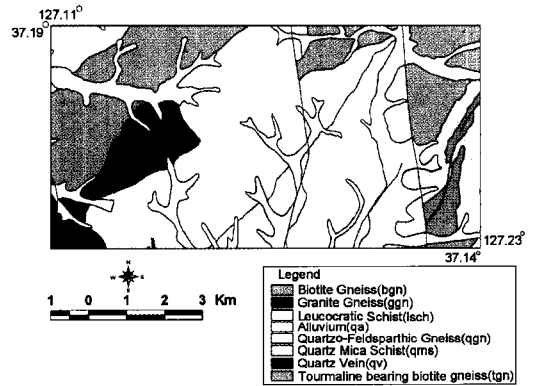 127.11°
37.19°
127.23°
37.14°
N
W E
S
1 0 1 2 3 Km
Legend
Biotite Gneiss(bgn)
Granite Gneiss(ggn)
Leucocratic Schist(lsch)
Alluvium(qa)
Quartzo-Feldsparthic Gneiss(qgn)
Quartz Mica Schist(qms)
Quartz Vein(qv)
Tourmaline bearing biotite gneiss(tgn)